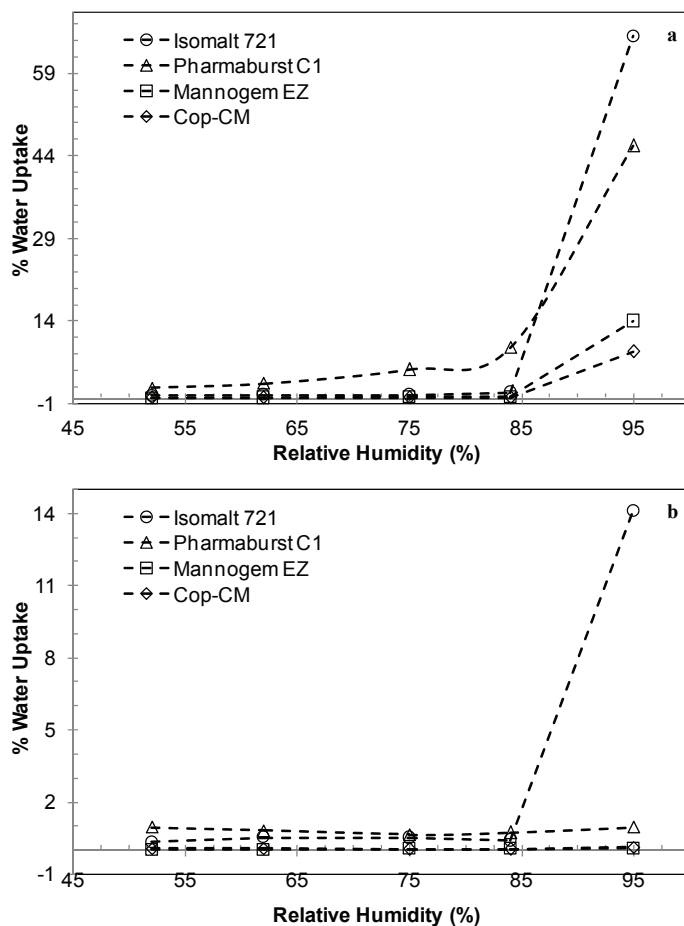 a
Isomalt 721
Pharmaburst C1
Mannogem EZ
Cop-CM
% Water Uptake
59
44
29
14
-1
45 55 65 75 85 95
Relative Humidity (%)
b
Isomalt 721
Pharmaburst C1
Mannogem EZ
Cop-CM
% Water Uptake
14
11
8
5
2
-1
45 55 65 75 85 95
Relative Humidity (%)